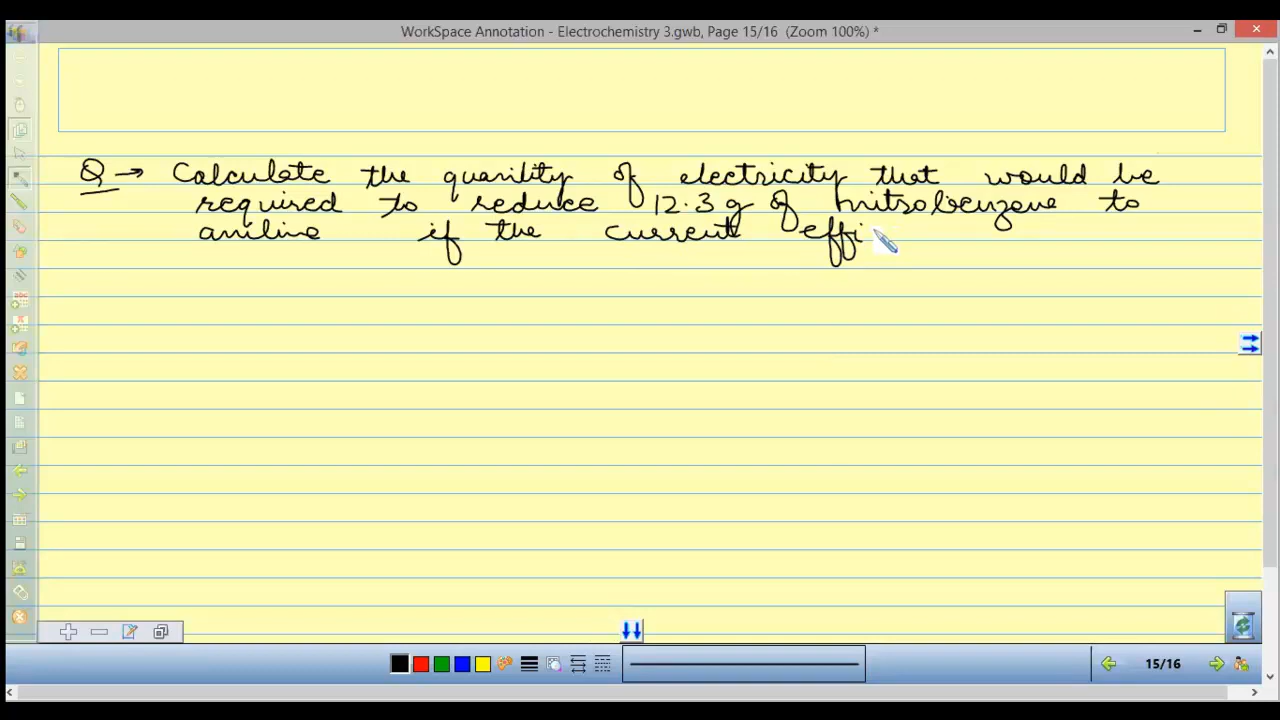 WorkSpace Annotation - Electrochemistry 3.gwb, Page 15/16 (Zoom 100%) *
Q → Calculate the quantity of electricity that would be
required to reduce 12.3 g of nitrobenzene to
aniline if the current effi
15/16